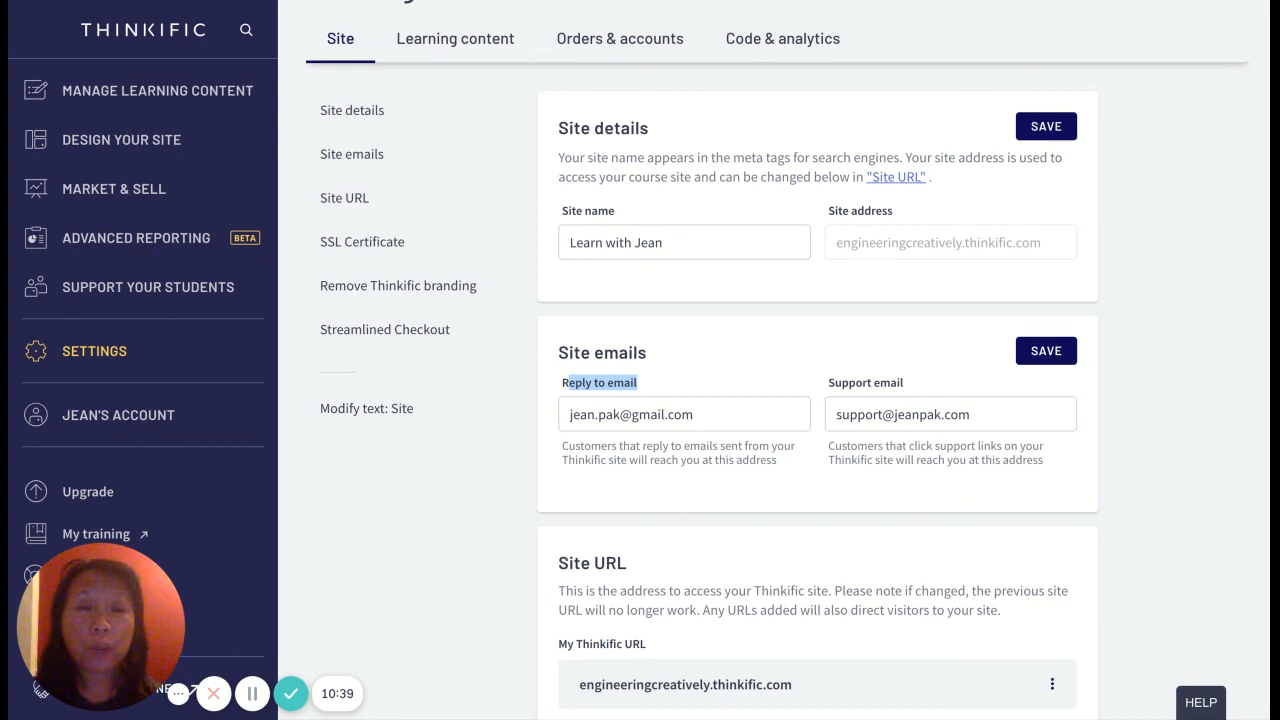 THINKIFIC
MANAGE LEARNING CONTENT
DESIGN YOUR SITE
MARKET & SELL
ADVANCED REPORTING BETA
SUPPORT YOUR STUDENTS
SETTINGS
JEAN'S ACCOUNT
Upgrade
My training
10:39
Site Learning content Orders & accounts Code & analytics
Site details
Site emails
Site URL
SSL Certificate
Remove Thinkific branding
Streamlined Checkout
Modify text: Site
Site details
SAVE
Your site name appears in the meta tags for search engines. Your site address is used to
access your course site and can be changed below in "Site URL" .
Site name Site address
Learn with Jean engineeringcreatively.thinkific.com
Site emails
SAVE
Reply to email Support email
jean.pak@gmail.com support@jeanpak.com
Customers that reply to emails sent from your
Thinkific site will reach you at this address
Customers that click support links on your
Thinkific site will reach you at this address
Site URL
This is the address to access your Thinkific site. Please note if changed, the previous site
URL will no longer work. Any URLs added will also direct visitors to your site.
My Thinkific URL
engineeringcreatively.thinkific.com
HELP